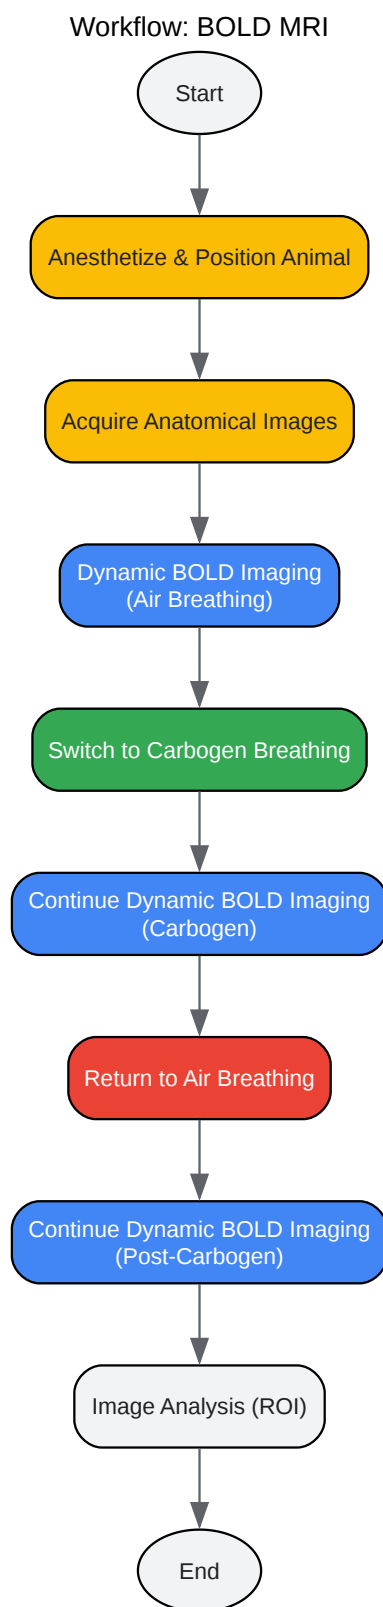 Workflow: BOLD MRI
Start
Anesthetize & Position Animal
Acquire Anatomical Images
Dynamic BOLD Imaging
(Air Breathing)
Switch to Carbogen Breathing
Continue Dynamic BOLD Imaging
(Carbogen)
Return to Air Breathing
Continue Dynamic BOLD Imaging
(Post-Carbogen)
Image Analysis (ROI)
End